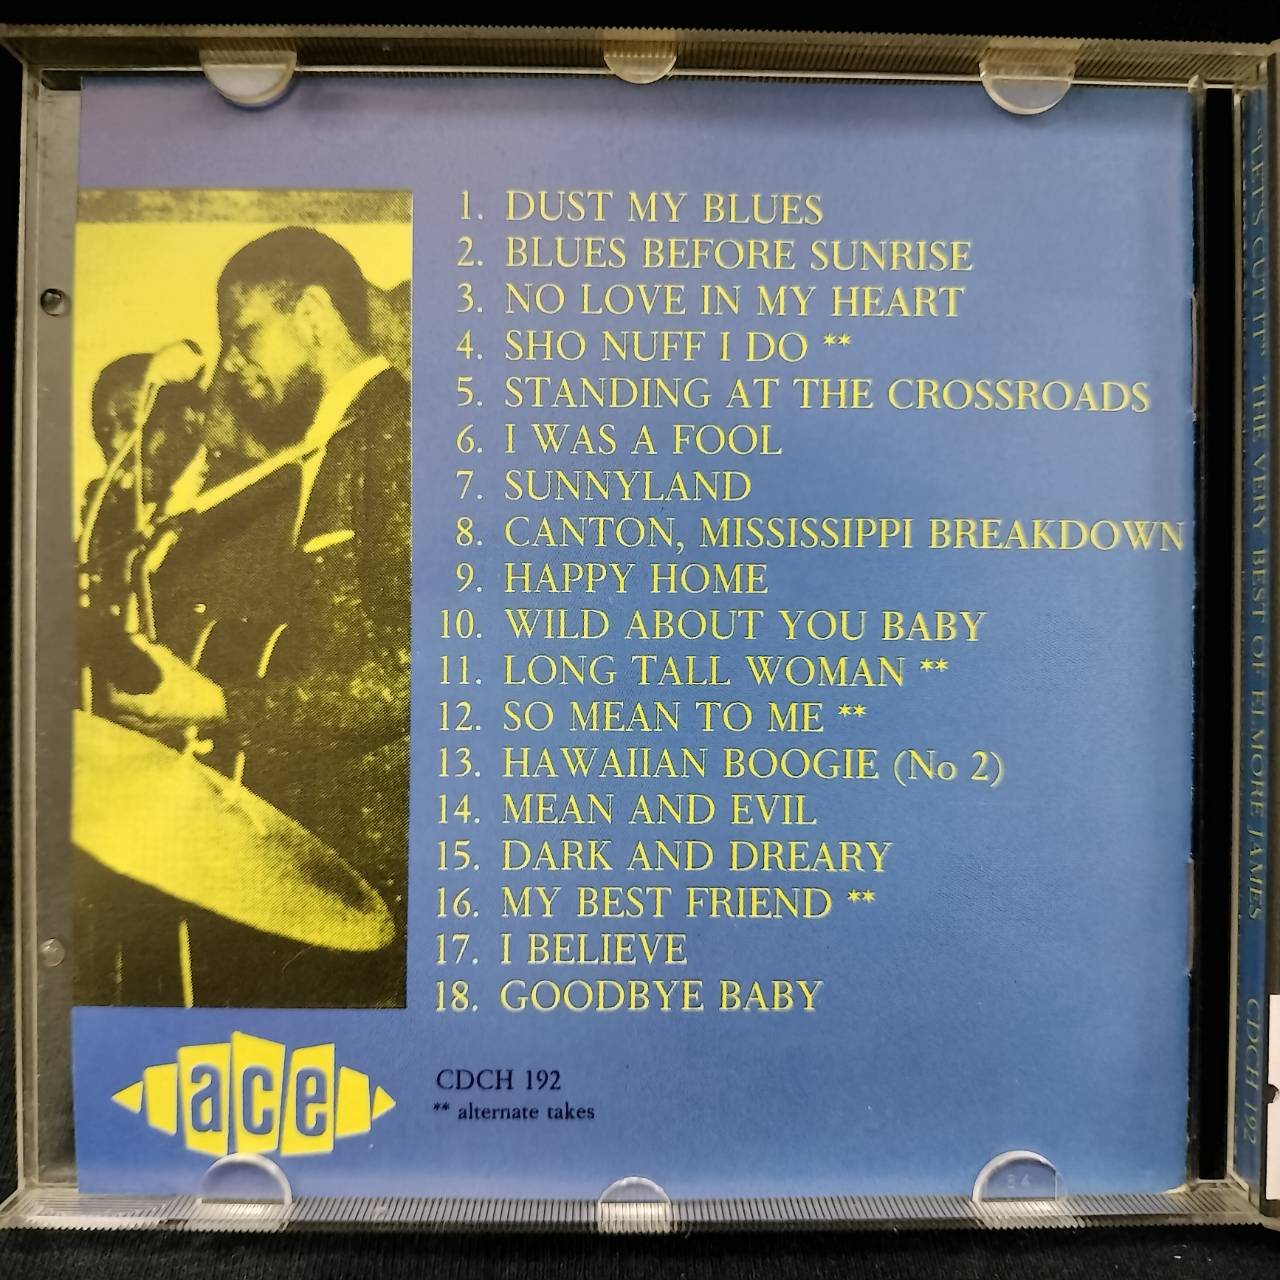 1. DUST MY BLUES
2. BLUES BEFORE SUNRISE
3. NO LOVE IN MY HEART
4. SHO NUFF I DO **
5. STANDING AT THE CROSSROADS
6. I WAS A FOOL
7. SUNNYLAND
8. CANTON, MISSISSIPPI BREAKDOWN
9. HAPPY HOME
10. WILD ABOUT YOU BABY
11. LONG TALL WOMAN **
12. SO MEAN TO ME **
13. HAWAIIAN BOOGIE (No 2)
14. MEAN AND EVIL
15. DARK AND DREARY
16. MY BEST FRIEND **
17. I BELIEVE
18. GOODBYE BABY
ace
CDCH 192
** alternate takes
"LET'S CUT IT" THE VERY BEST OF ELMORE JAMES CDCH 192